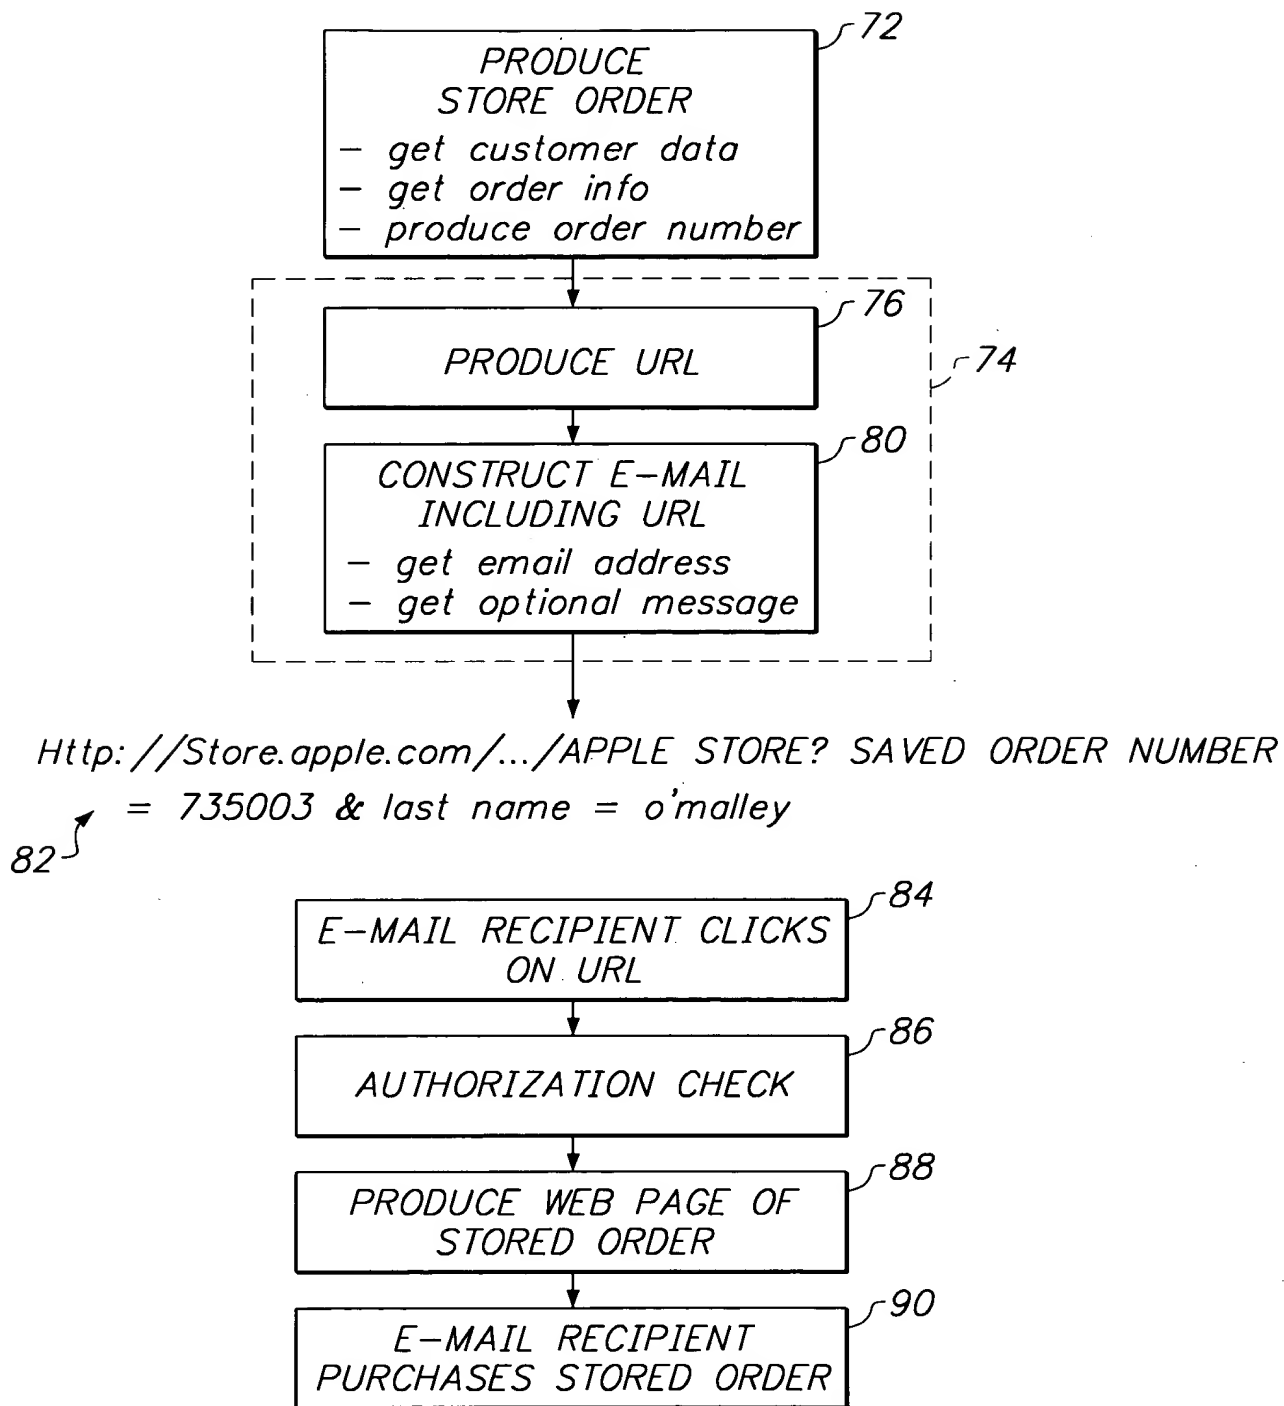 72
PRODUCE
STORE ORDER
- get customer data
- get order info
- produce order number
76
PRODUCE URL
74
80
CONSTRUCT E-MAIL
INCLUDING URL
- get email address
- get optional message
Http://Store.apple.com/.../APPLE STORE? SAVED ORDER NUMBER
= 735003 & last name = o'malley
82
84
E-MAIL RECIPIENT CLICKS
ON URL
86
AUTHORIZATION CHECK
88
PRODUCE WEB PAGE OF
STORED ORDER
90
E-MAIL RECIPIENT
PURCHASES STORED ORDER